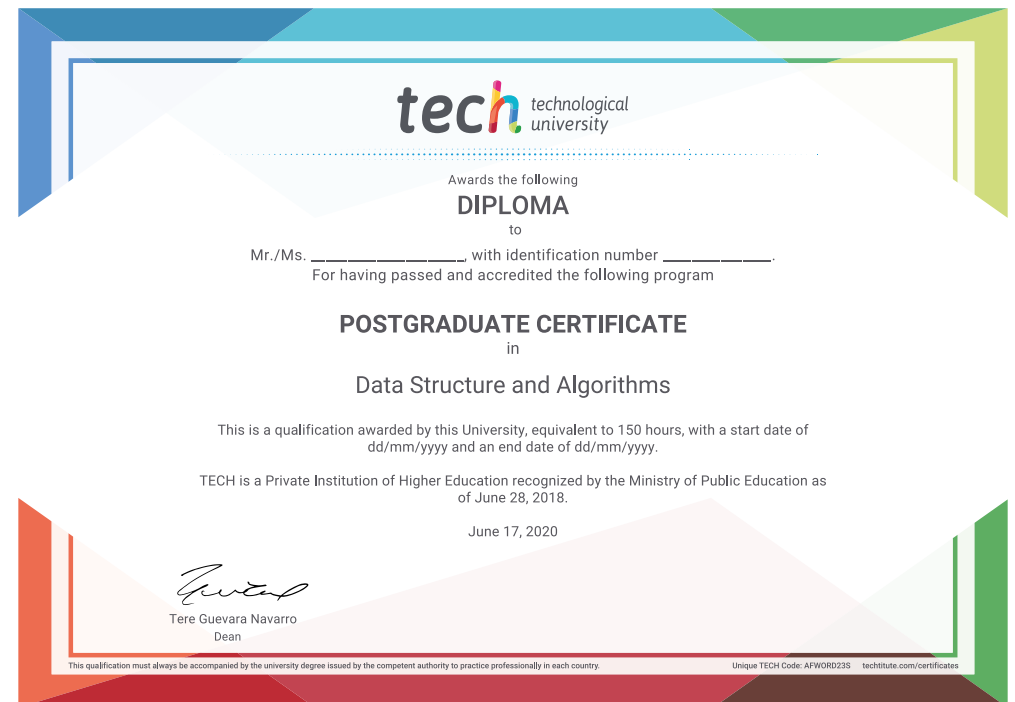 tech technological
university
Awards the following
DIPLOMA
to
Mr./Ms. ____________________, with identification number ______________.
For having passed and accredited the following program
POSTGRADUATE CERTIFICATE
in
Data Structure and Algorithms
This is a qualification awarded by this University, equivalent to 150 hours, with a start date of
dd/mm/yyyy and an end date of dd/mm/yyyy.
TECH is a Private Institution of Higher Education recognized by the Ministry of Public Education as
of June 28, 2018.
June 17, 2020
Tere Guevara Navarro
Dean
This qualification must always be accompanied by the university degree issued by the competent authority to practice professionally in each country.
Unique TECH Code: AFWORD23S techtitute.com/certificates